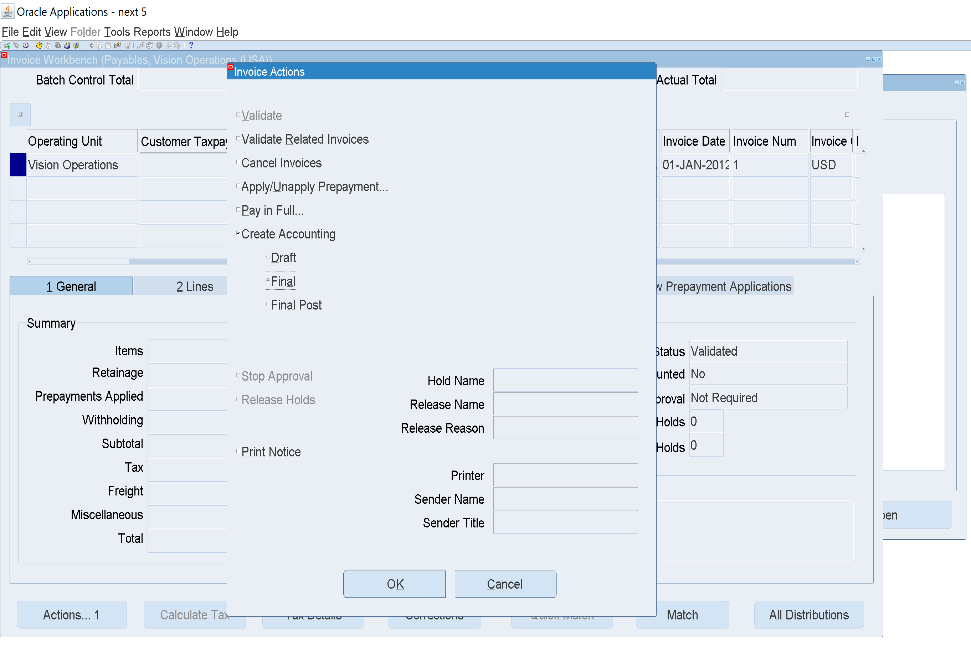 Oracle Applications - next 5
File Edit View Folder Tools Reports Window Help
Invoice Workbench (Payables, Vision Operations (USA))
Batch Control Total
Actual Total
Operating Unit
Customer Taxpay
Invoice Date
Invoice Num
Invoice
Vision Operations
01-JAN-2012
1
USD
1 General
2 Lines
Prepayment Applications
Summary
Items
Retainage
Prepayments Applied
Withholding
Subtotal
Tax
Freight
Miscellaneous
Total
Status
Validated
unted
No
roval
Not Required
Holds
0
Holds
0
Actions... 1
Calculate Tax
Tax Details
Corrections
Quick Match
Match
All Distributions
pen
Invoice Actions
Validate
Validate Related Invoices
Cancel Invoices
Apply/Unapply Prepayment...
Pay in Full...
Create Accounting
Draft
Final
Final Post
Stop Approval
Release Holds
Hold Name
Release Name
Release Reason
Print Notice
Printer
Sender Name
Sender Title
OK
Cancel